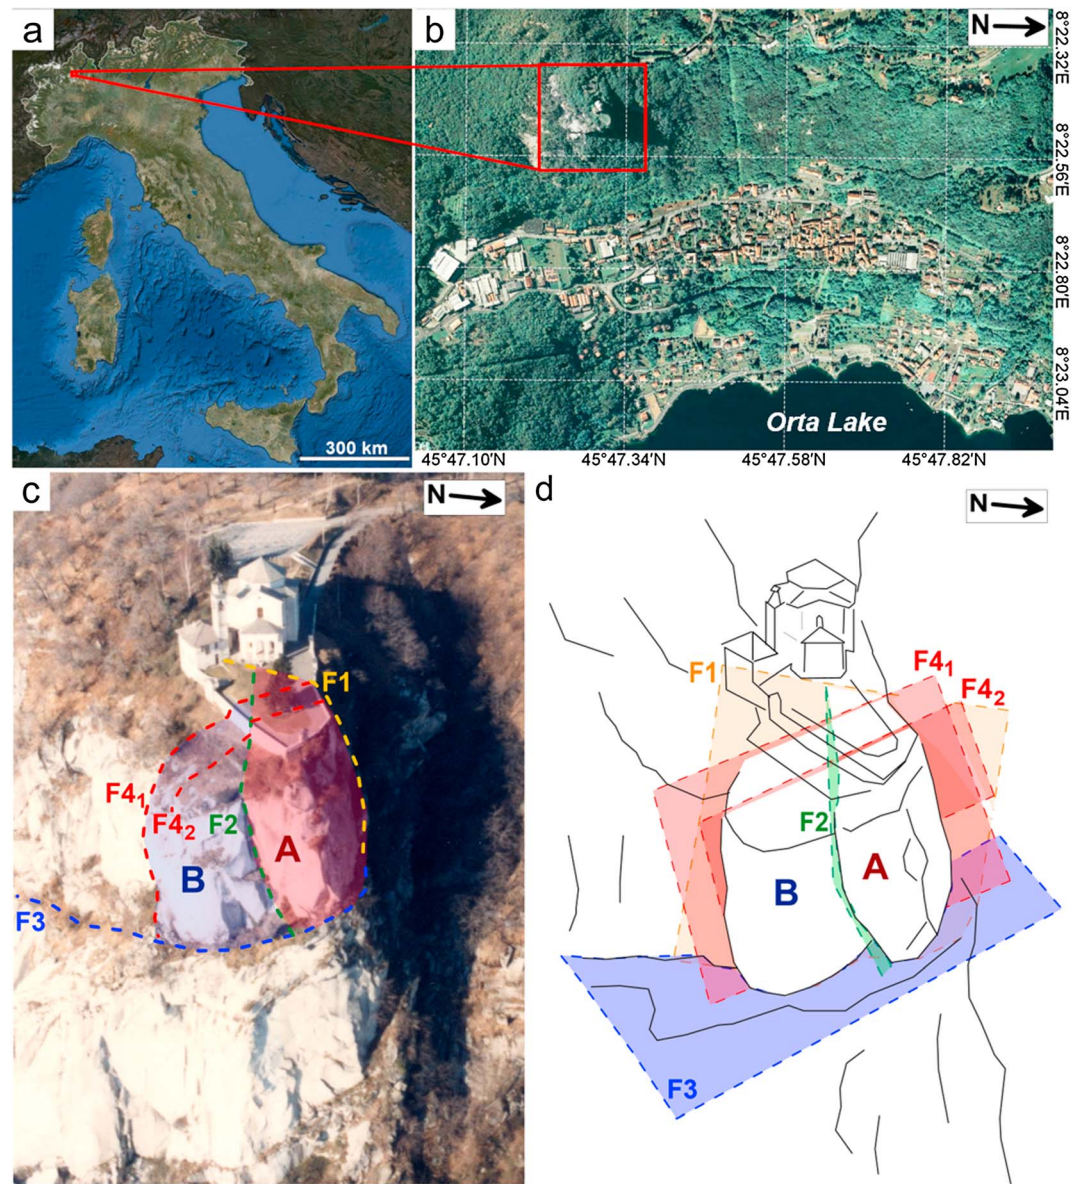 a
300 km
b
N
Orta Lake
8°22.32'E
8°22.56'E
8°22.80'E
8°23.04'E
45°47.10'N
45°47.34'N
45°47.58'N
45°47.82'N
c
N
F1
F4₁
F4₂
F2
A
B
F3
d
N
F1
F4₁
F4₂
F2
A
B
F3